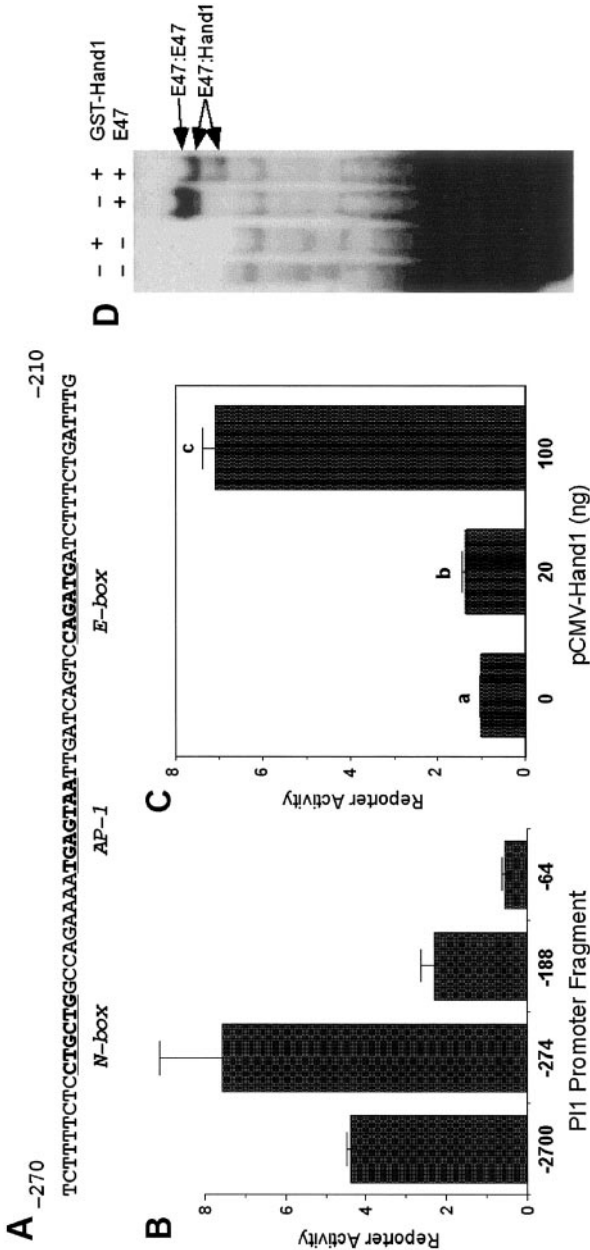 A
−270
−210
TCTTTTCTCCTGCTGGCCAGAAAATGAGTAATTGATCAGTCCAGATGATCTTTCTGATTTG
N-box
AP-1
E-box
B
Reporter Activity
8
6
4
2
0
-2700
-274
-188
-64
Pl1 Promoter Fragment
C
Reporter Activity
8
6
4
2
0
a
b
c
0
20
100
pCMV-Hand1 (ng)
D
− + − + GST-Hand1
− − + + E47
E47:E47
E47:Hand1